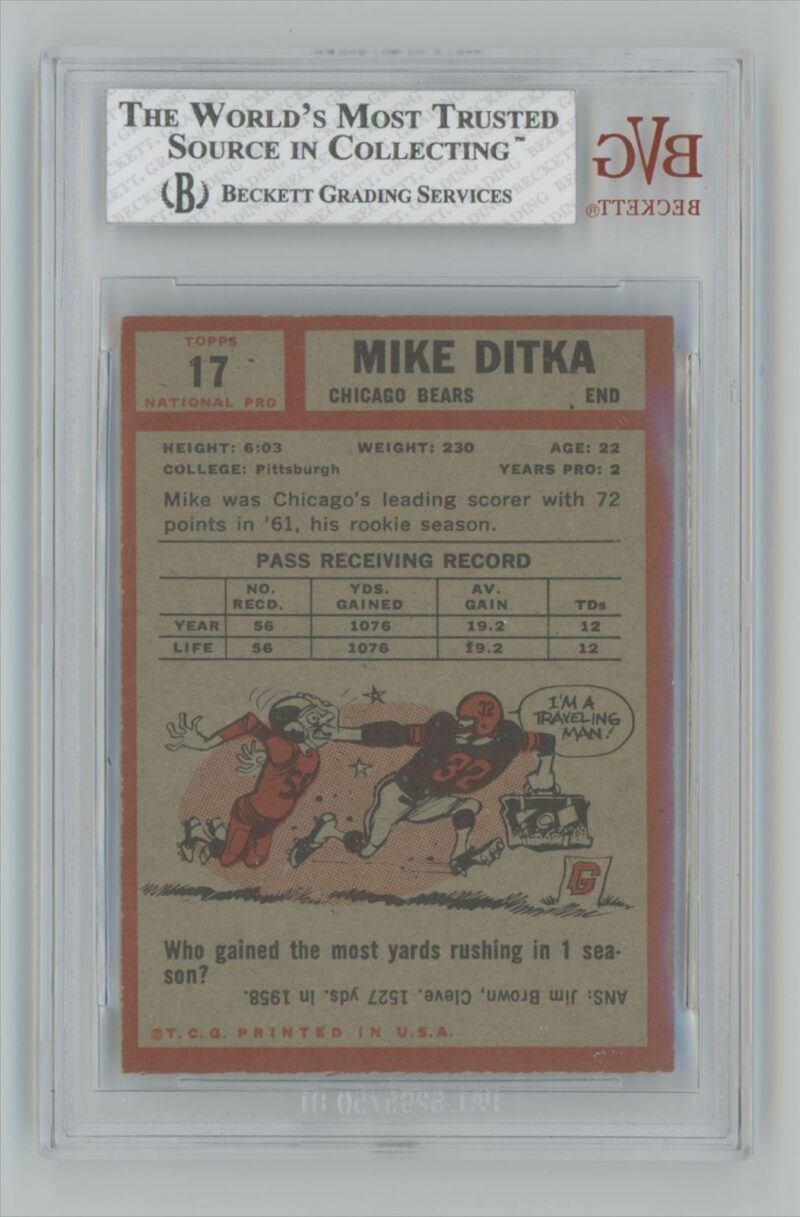 THE WORLD'S MOST TRUSTED
SOURCE IN COLLECTING™
(B) BECKETT GRADING SERVICES
BVG
BECKETT®
TOPPS
17
NATIONAL PRO
MIKE DITKA
CHICAGO BEARS END
HEIGHT: 6:03 WEIGHT: 230 AGE: 22
COLLEGE: Pittsburgh YEARS PRO: 2
Mike was Chicago's leading scorer with 72
points in '61, his rookie season.
PASS RECEIVING RECORD
NO. YDS. AV.
RECD. GAINED GAIN TDs
YEAR 56 1076 19.2 12
LIFE 56 1076 19.2 12
I'M A
TRAVELING
MAN!
32
32
G
Who gained the most yards rushing in 1 sea-
son?
ANS: Jim Brown, Cleve. 1527 yds. in 1958.
©T.C.G. PRINTED IN U.S.A.